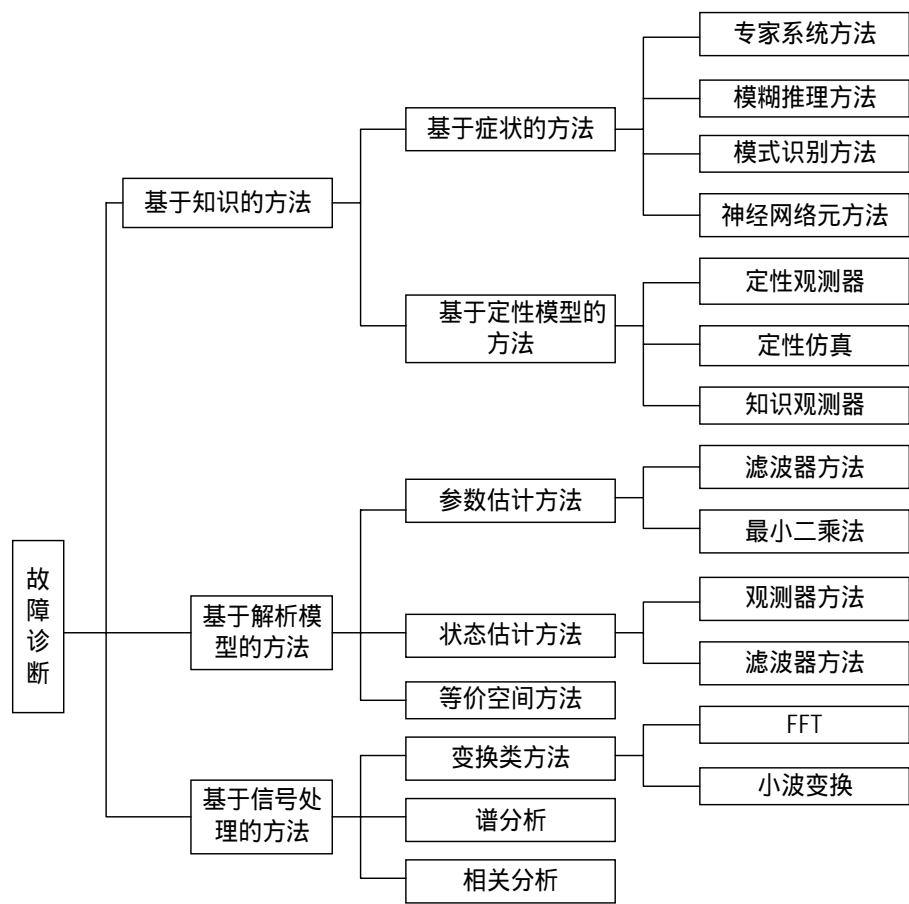 故
障
诊
断
基于知识的方法
基于症状的方法
专家系统方法
模糊推理方法
模式识别方法
神经网络元方法
基于定性模型的
方法
定性观测器
定性仿真
知识观测器
基于解析模
型的方法
参数估计方法
滤波器方法
最小二乘法
状态估计方法
观测器方法
滤波器方法
等价空间方法
基于信号处
理的方法
变换类方法
FFT
小波变换
谱分析
相关分析